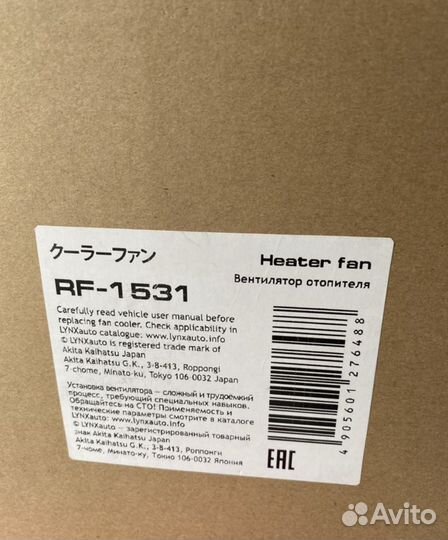 クーラーファン
Heater fan
RF-1531
Вентилятор отопителя
Carefully read vehicle user manual before
replacing fan cooler. Check applicability in
LYNXauto catalogue: www.lynxauto.info
© LYNXauto is registered trade mark of
Akita Kaihatsu Japan
Akita Kaihatsu G.K., 3-8-413, Roppongi
7-chome, Minato-ku, Tokyo 106-0032 Japan
Установка вентилятора — сложный и трудоёмкий
процесс, требующий специальных навыков.
Обращайтесь на СТО! Применяемость и
технические параметры смотрите в каталоге
LYNXauto: www.lynxauto.info
© LYNXauto — зарегистрированный товарный
знак Akita Kaihatsu Japan
Akita Kaihatsu G.K., 3-8-413, Роппонги
7-чоме, Минато-ку, Токио 106-0032 Япония
4 905601 276488
EAC
Avito